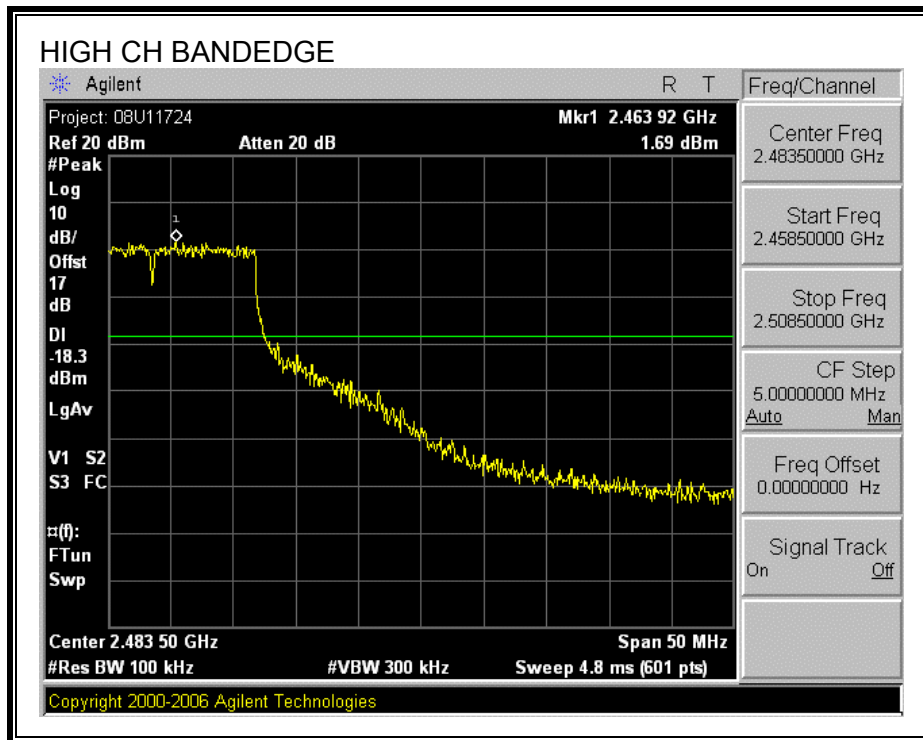 HIGH CH BANDEDGE
Agilent R T
Freq/Channel
Project: 08U11724 Mkr1 2.463 92 GHz
Ref 20 dBm Atten 20 dB 1.69 dBm
#Peak
Log
10
dB/
Offst
17
dB
DI
-18.3
dBm
LgAv
V1 S2
S3 FC
¤(f):
FTun
Swp
1
Center 2.483 50 GHz Span 50 MHz
#Res BW 100 kHz #VBW 300 kHz Sweep 4.8 ms (601 pts)
Copyright 2000-2006 Agilent Technologies
Center Freq
2.48350000 GHz
Start Freq
2.45850000 GHz
Stop Freq
2.50850000 GHz
CF Step
5.00000000 MHz
Auto Man
Freq Offset
0.00000000 Hz
Signal Track
On Off